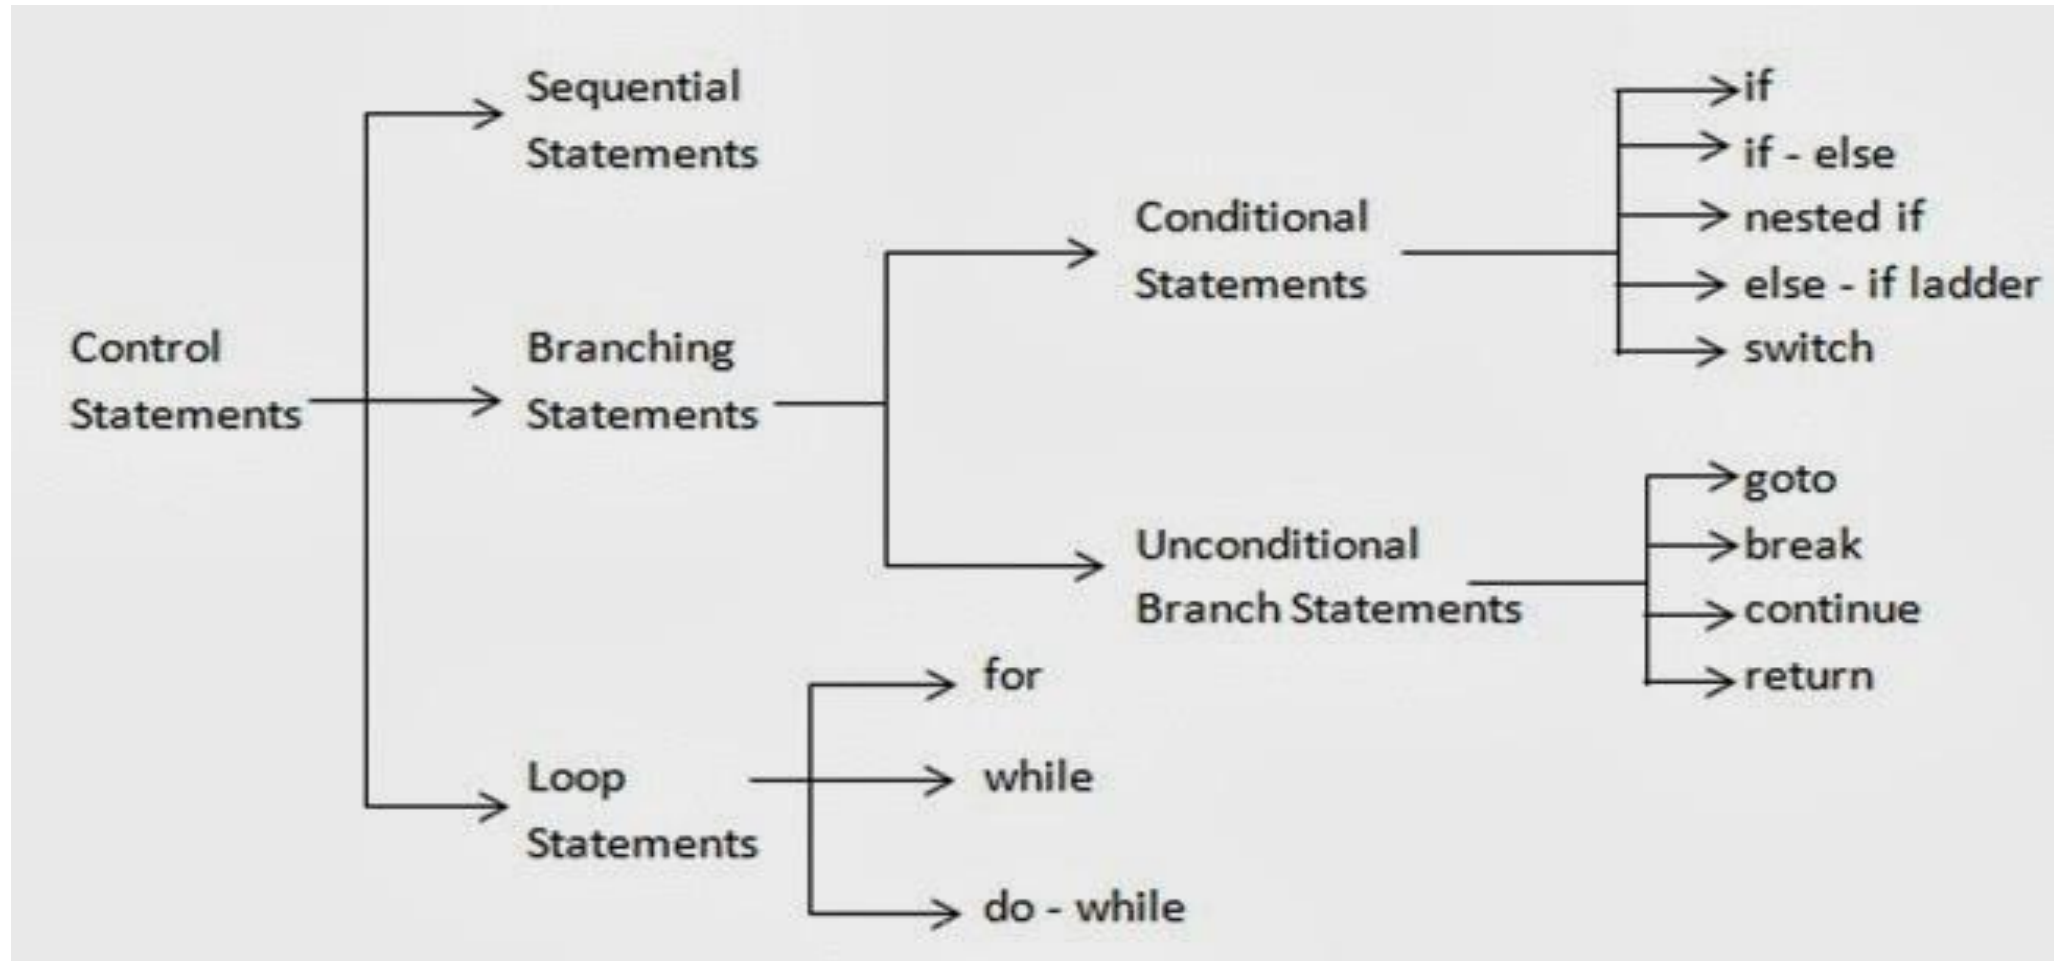 Control
Statements
Sequential
Statements
Branching
Statements
Conditional
Statements
if
if - else
nested if
else - if ladder
switch
Unconditional
Branch Statements
goto
break
continue
return
Loop
Statements
for
while
do - while